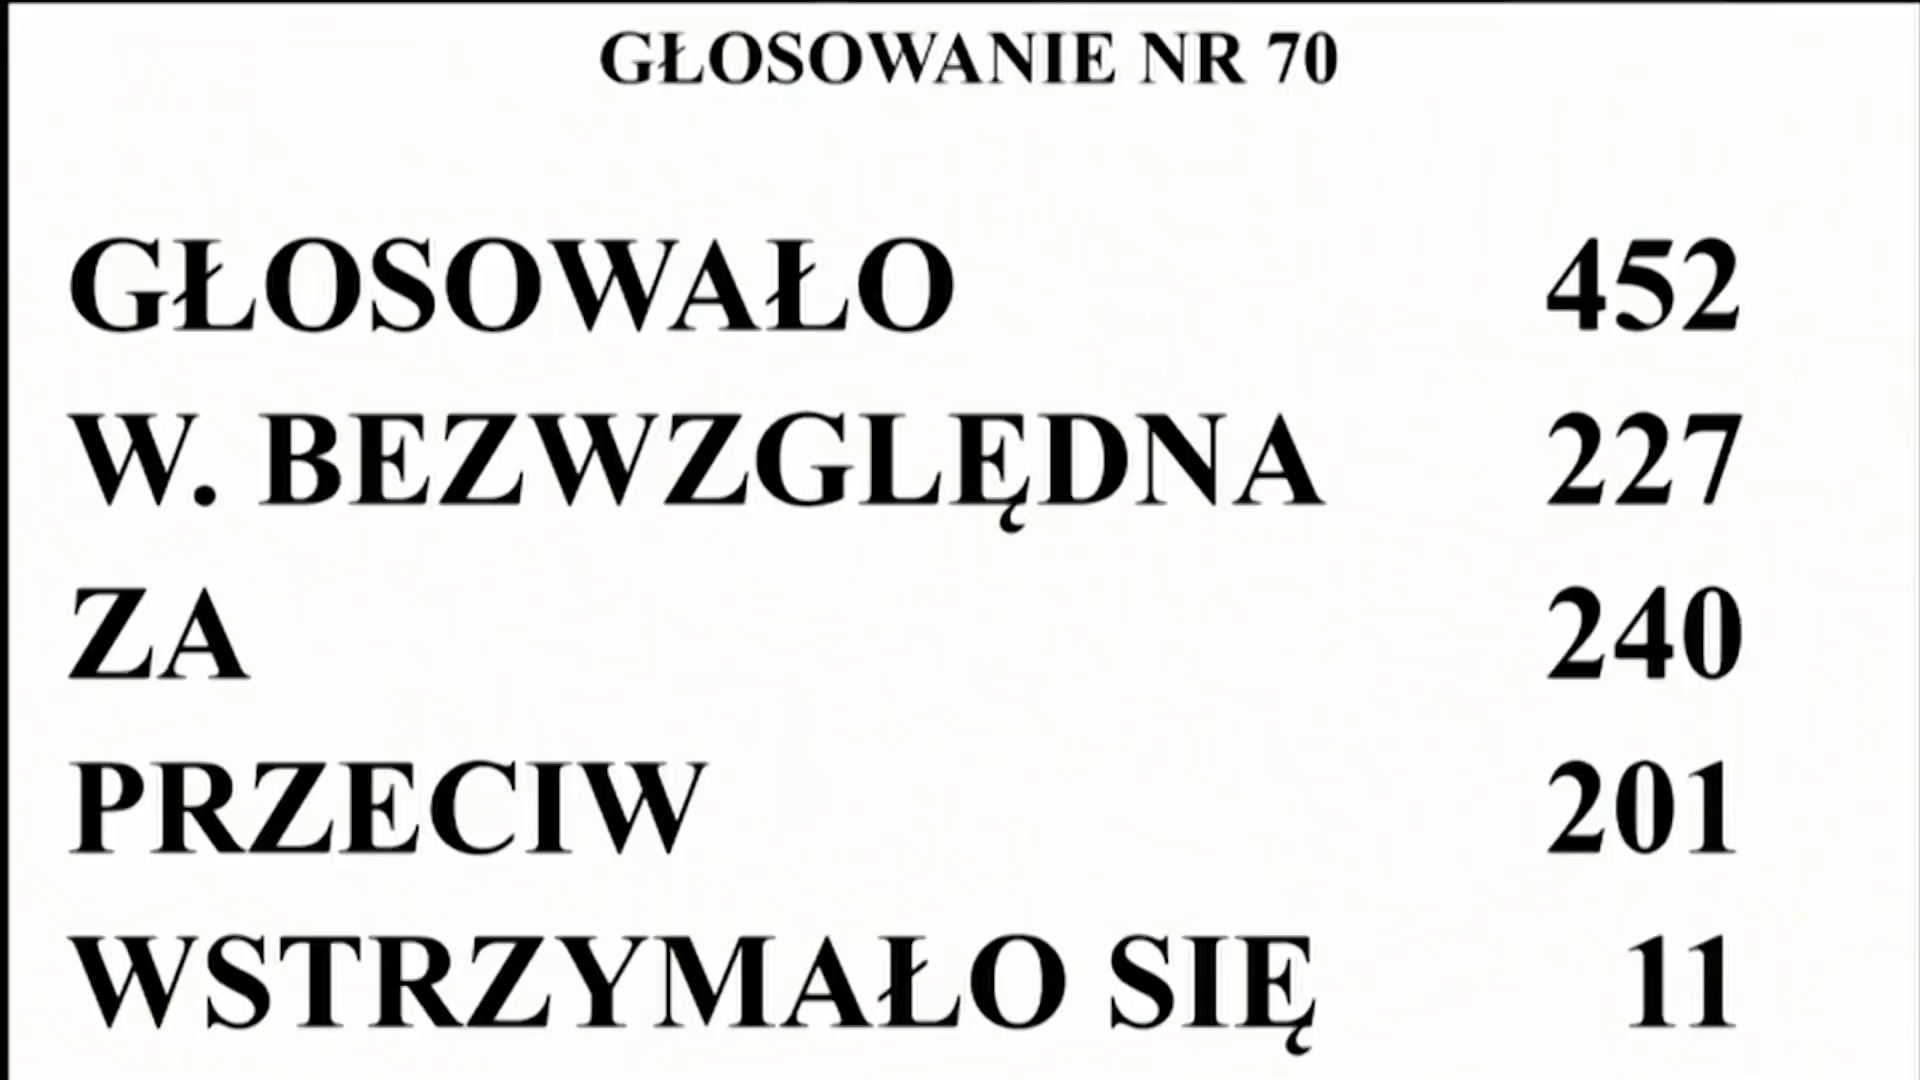 GŁOSOWANIE NR 70
GŁOSOWAŁO 452
W. BEZWZGLĘDNA 227
ZA 240
PRZECIW 201
WSTRZYMAŁO SIĘ 11